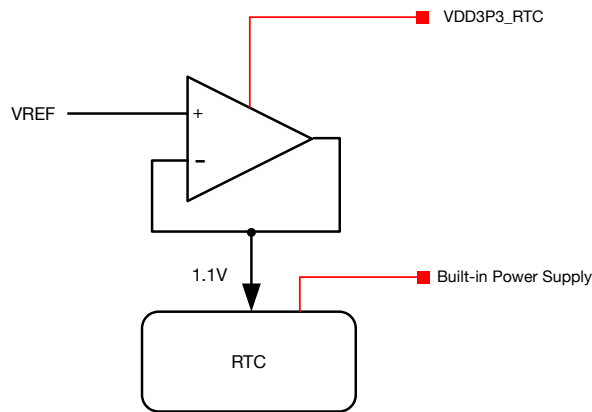 VDD3P3_RTC
VREF
+
-
1.1V
Built-in Power Supply
RTC